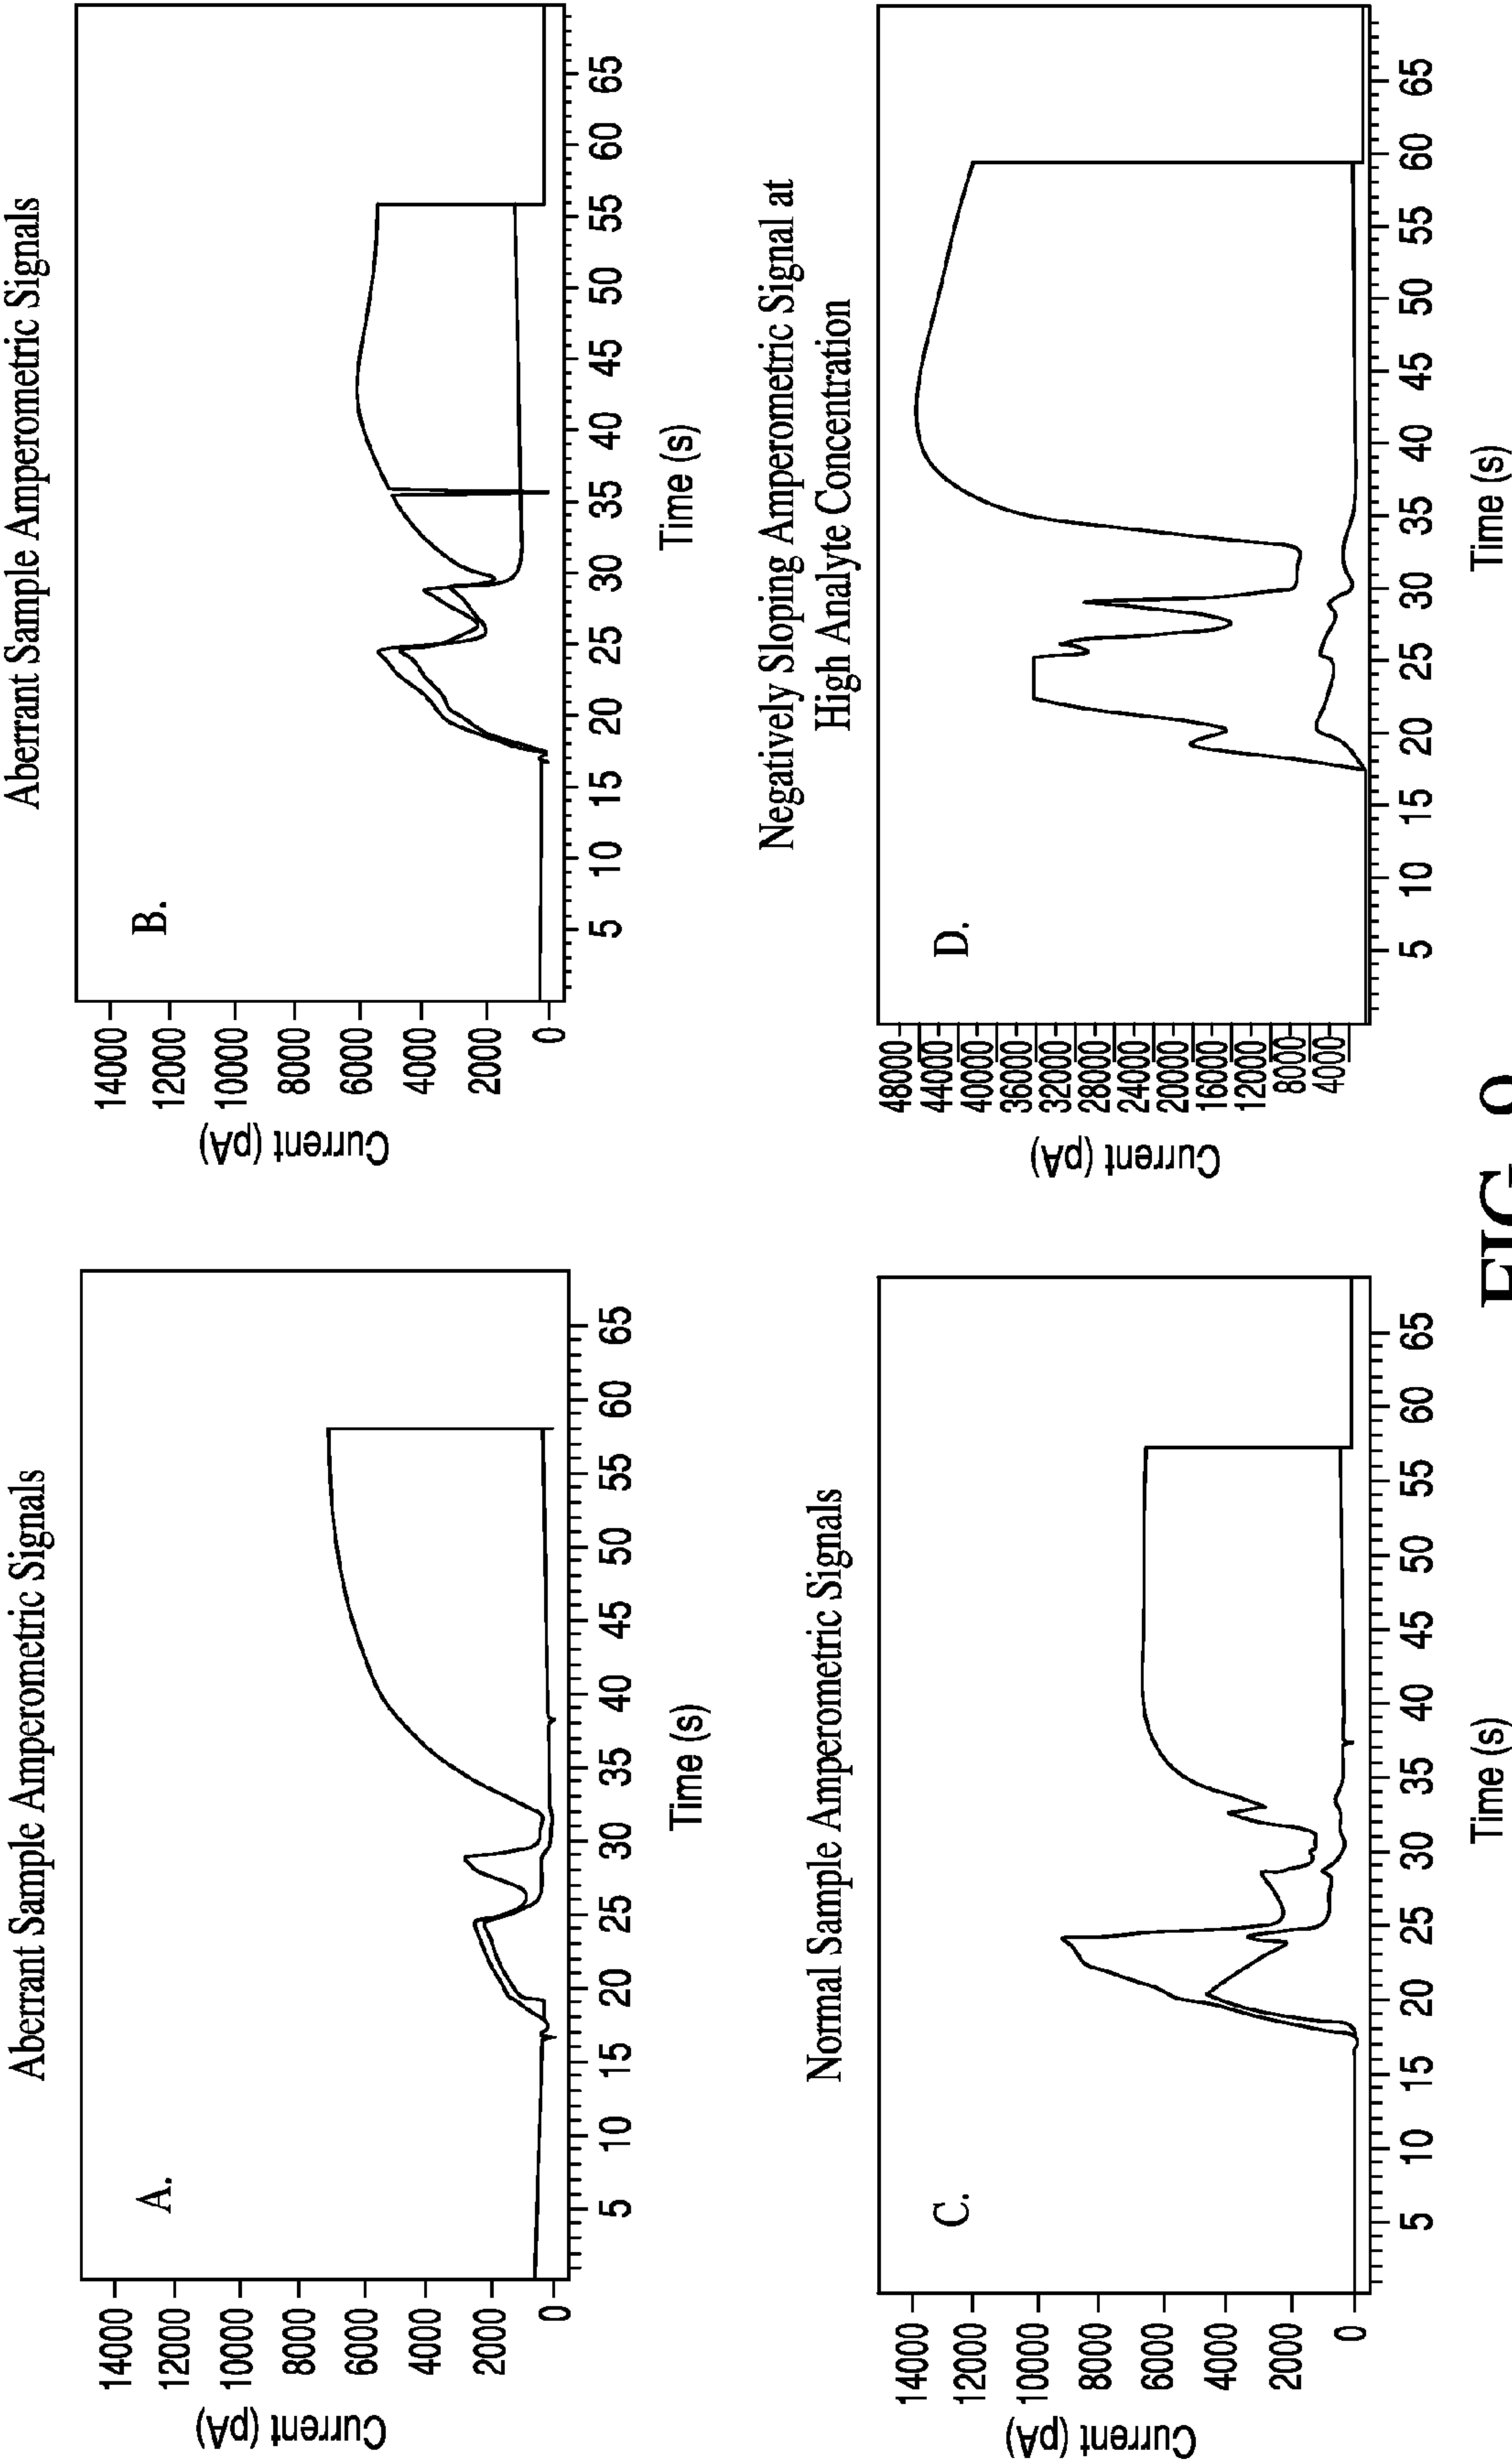 Aberrant Sample Amperometric Signals
A.
Current (pA)
14000
12000
10000
8000
6000
4000
2000
0
5 10 15 20 25 30 35 40 45 50 55 60 65
Time (s)
Aberrant Sample Amperometric Signals
B.
Current (pA)
14000
12000
10000
8000
6000
4000
2000
0
5 10 15 20 25 30 35 40 45 50 55 60 65
Time (s)
Normal Sample Amperometric Signals
C.
Current (pA)
14000
12000
10000
8000
6000
4000
2000
0
5 10 15 20 25 30 35 40 45 50 55 60 65
Time (s)
Negatively Sloping Amperometric Signal at
High Analyte Concentration
D.
Current (pA)
48000
44000
40000
36000
32000
28000
24000
20000
16000
12000
8000
4000
5 10 15 20 25 30 35 40 45 50 55 60 65
Time (s)
FIG